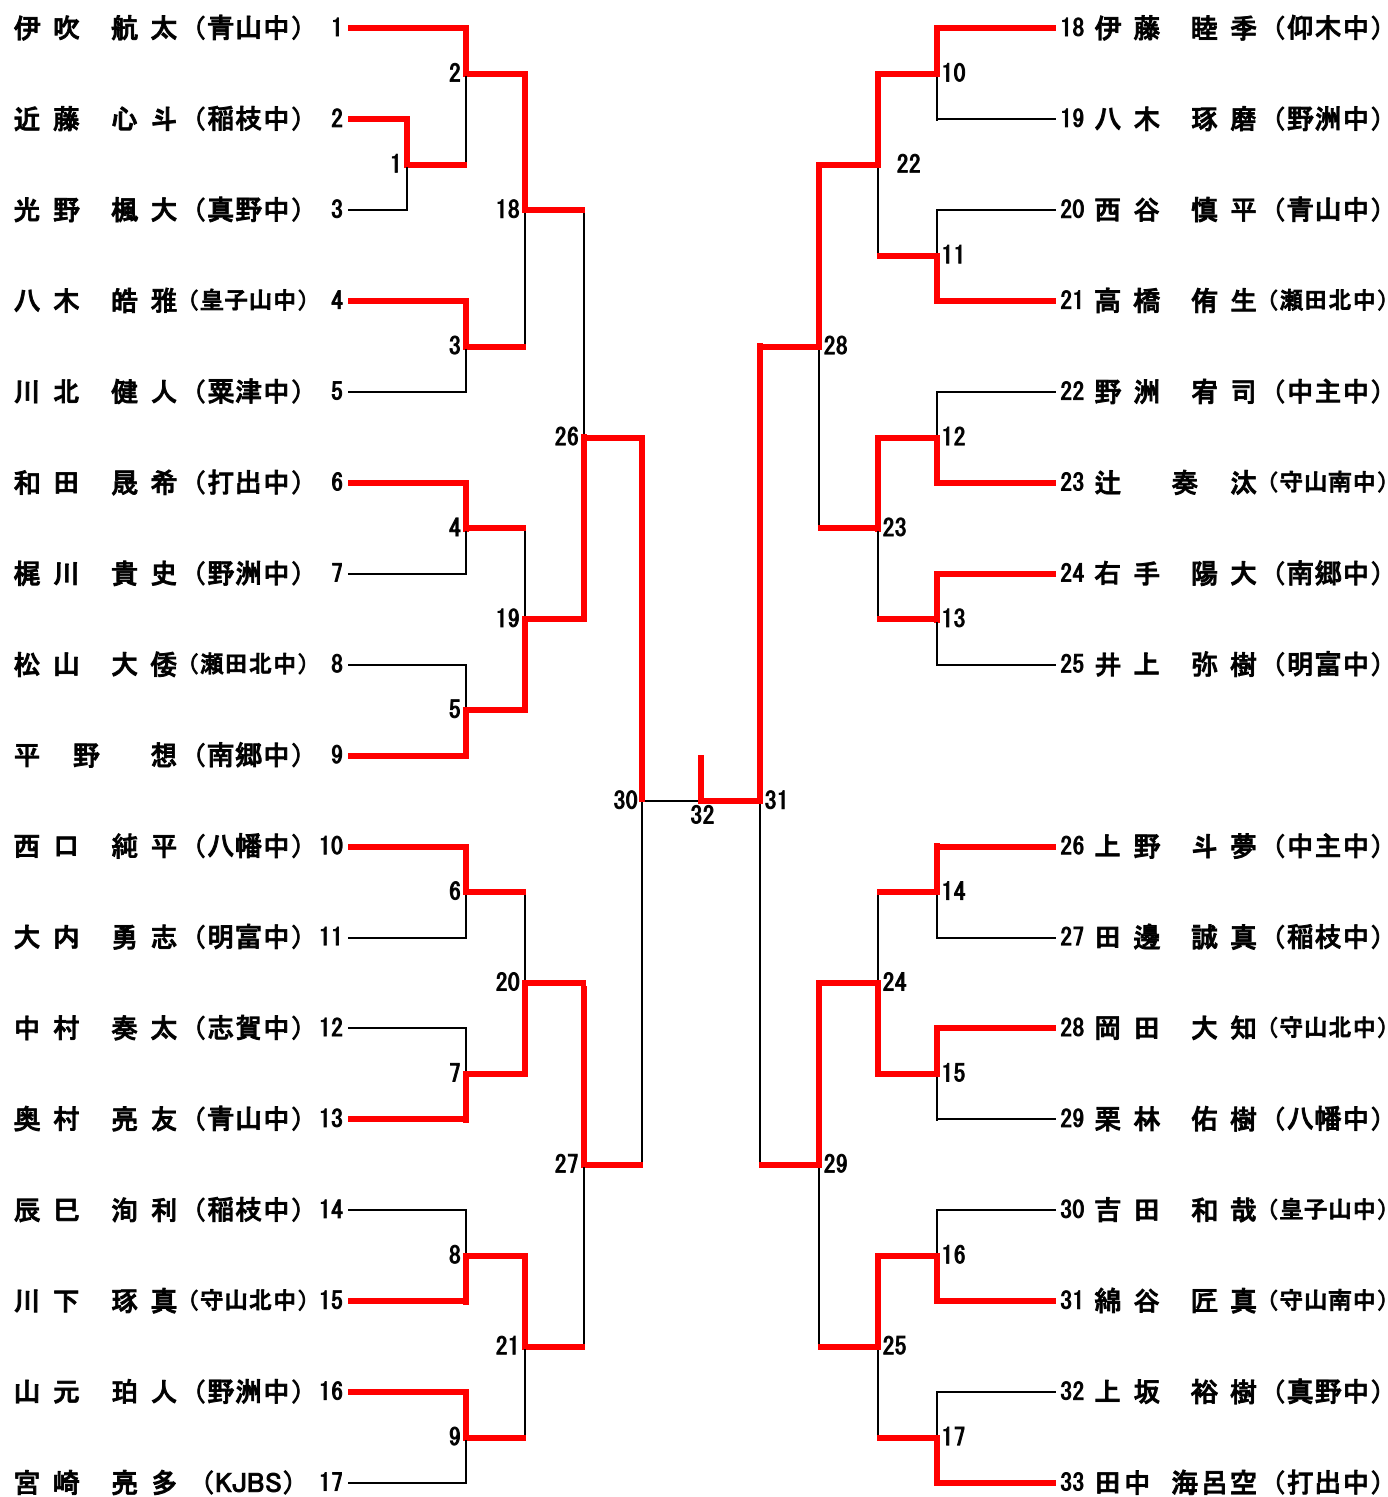 伊吹 航太（青山中） 1
近藤 心斗（稲枝中） 2
光野 楓大（真野中） 3
八木 皓雅（皇子山中） 4
川北 健人（粟津中） 5
和田 晟希（打出中） 6
梶川 貴史（野洲中） 7
松山 大倭（瀬田北中） 8
平野 想（南郷中） 9
西口 純平（八幡中） 10
大内 勇志（明富中） 11
中村 奏太（志賀中） 12
奥村 亮友（青山中） 13
辰巳 洵利（稲枝中） 14
川下 琢真（守山北中） 15
山元 珀人（野洲中） 16
宮崎 亮多（KJBS） 17
1
2
3
4
5
6
7
8
9
18
19
20
21
26
27
30
32
31
28
29
22
23
24
25
10
11
12
13
14
15
16
17
18 伊藤 睦季（仰木中）
19 八木 琢磨（野洲中）
20 西谷 慎平（青山中）
21 高橋 侑生（瀬田北中）
22 野洲 宥司（中主中）
23 辻 奏汰（守山南中）
24 右手 陽大（南郷中）
25 井上 弥樹（明富中）
26 上野 斗夢（中主中）
27 田邊 誠真（稲枝中）
28 岡田 大知（守山北中）
29 栗林 佑樹（八幡中）
30 吉田 和哉（皇子山中）
31 綿谷 匠真（守山南中）
32 上坂 裕樹（真野中）
33 田中 海呂空（打出中）